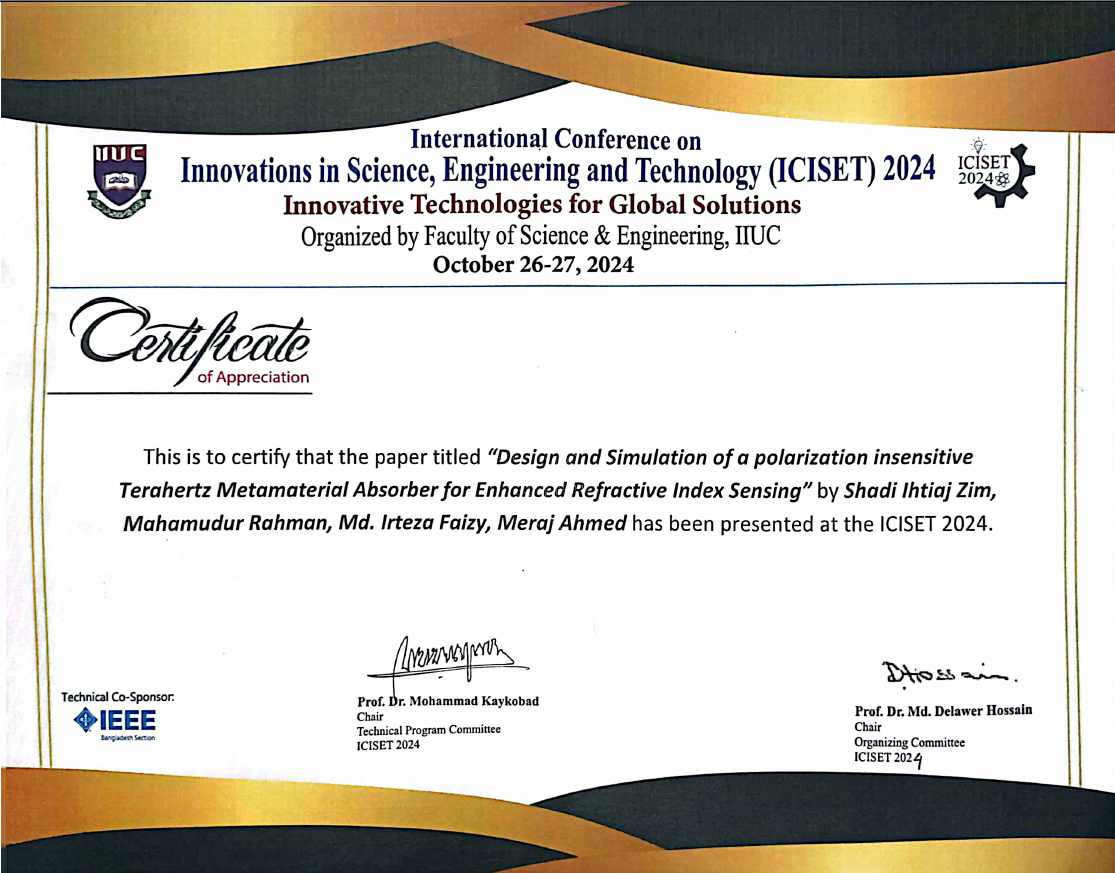 IIUC
International Conference on
Innovations in Science, Engineering and Technology (ICISET) 2024
Innovative Technologies for Global Solutions
Organized by Faculty of Science & Engineering, IIUC
October 26-27, 2024
ICISET
2024
Certificate
of Appreciation
This is to certify that the paper titled “Design and Simulation of a polarization insensitive
Terahertz Metamaterial Absorber for Enhanced Refractive Index Sensing” by Shadi Ihtiaj Zim,
Mahamudur Rahman, Md. Irteza Faizy, Meraj Ahmed has been presented at the ICISET 2024.
Technical Co-Sponsor:
IEEE
Bangladesh Section
Prof. Dr. Mohammad Kaykobad
Chair
Technical Program Committee
ICISET 2024
DHossain.
Prof. Dr. Md. Delawer Hossain
Chair
Organizing Committee
ICISET 2024